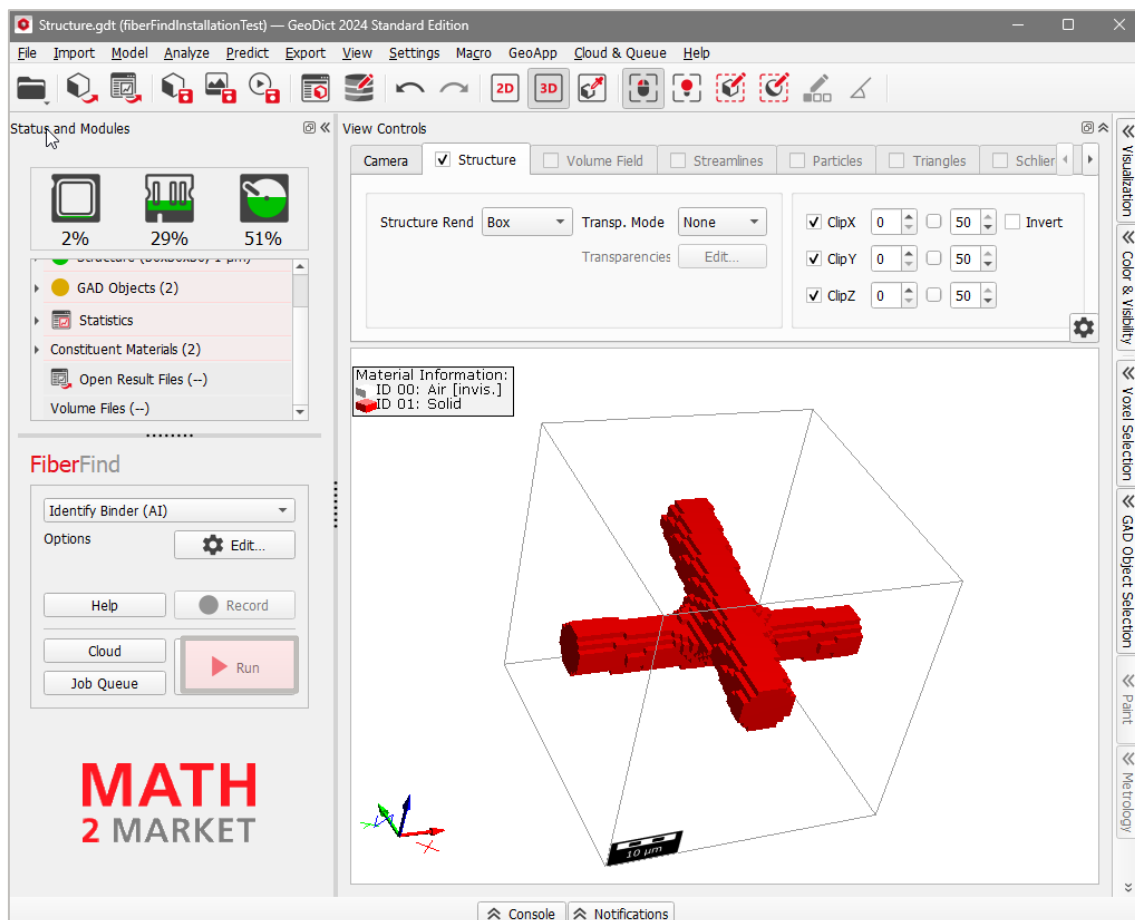 Structure.gdt (fiberFindInstallationTest) — GeoDict 2024 Standard Edition
File Import Model Analyze Predict Export View Settings Macro GeoApp Cloud & Queue Help
2D 3D
Status and Modules
2% 29% 51%
GAD Objects (2)
Statistics
Constituent Materials (2)
Open Result Files (--)
Volume Files (--)
FiberFind
Identify Binder (AI)
Options
Edit...
Help
Record
Cloud
Run
Job Queue
MATH
2 MARKET
View Controls
Camera Structure Volume Field Streamlines Particles Triangles Schlier
Structure Rend Box Transp. Mode None
Transparencies Edit...
ClipX 0 50 Invert
ClipY 0 50
ClipZ 0 50
Material Information:
ID 00: Air [invis.]
ID 01: Solid
X
10 µm
Visualization
Color & Visibility
Voxel Selection
GAD Object Selection
Paint
Metrology
Console Notifications